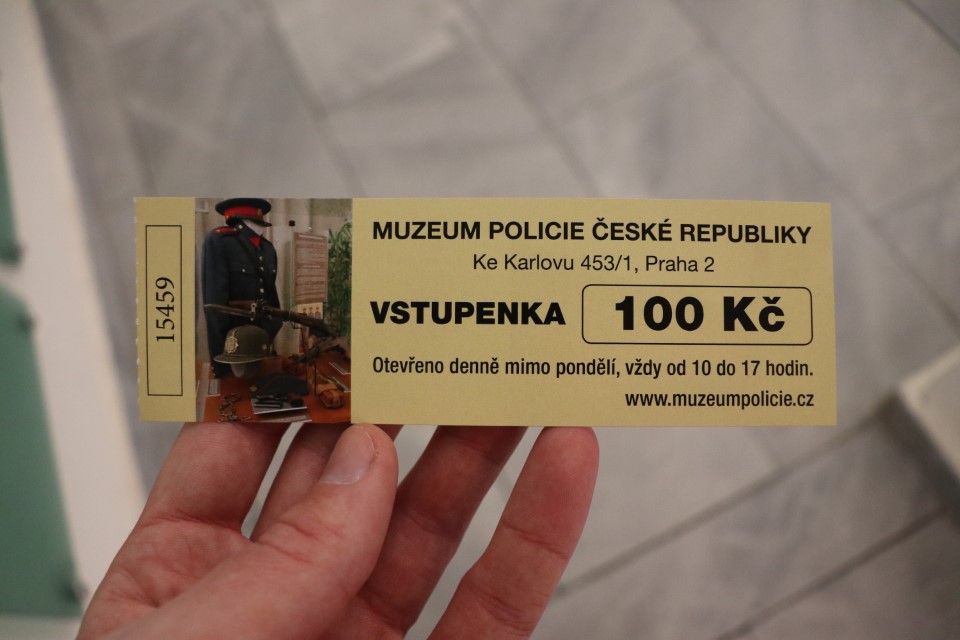 15459
MUZEUM POLICIE ČESKÉ REPUBLIKY
Ke Karlovu 453/1, Praha 2
VSTUPENKA 100 Kč
Otevřeno denně mimo pondělí, vždy od 10 do 17 hodin.
www.muzeumpolicie.cz